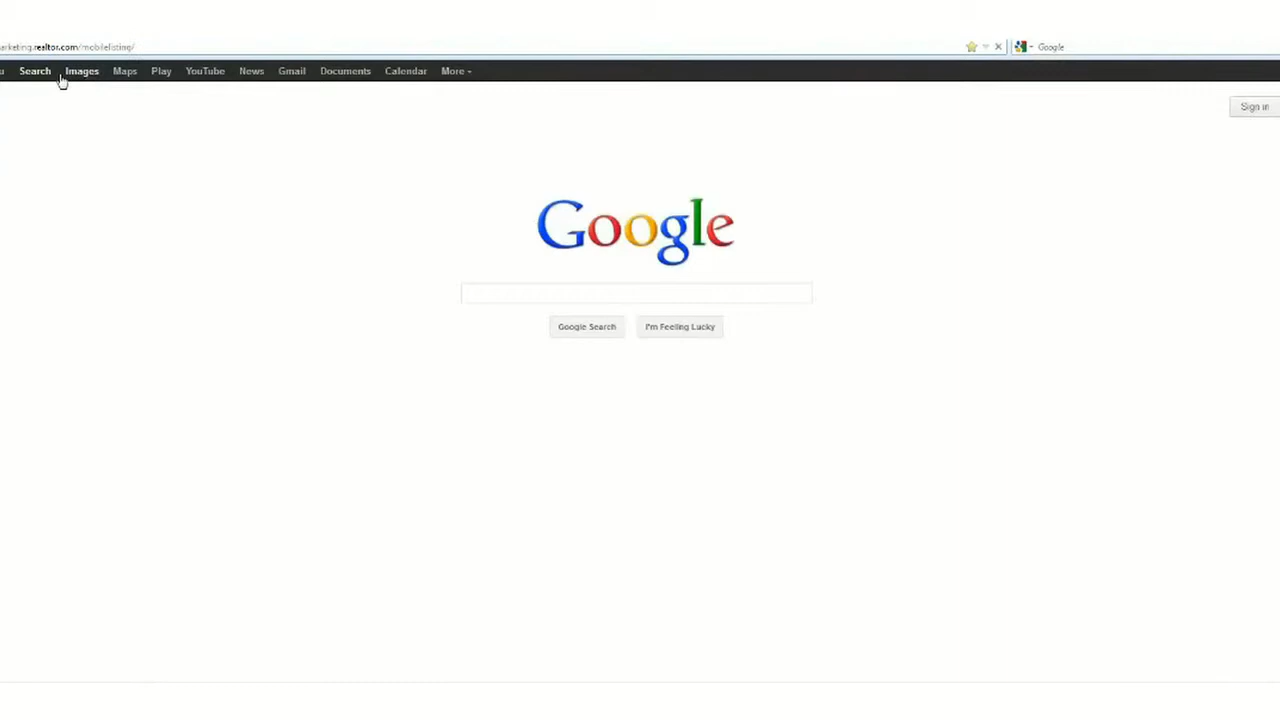 arketing.realtor.com/mobilelisting/
Google
u Search Images Maps Play YouTube News Gmail Documents Calendar More
Sign in
Google
Google Search I'm Feeling Lucky